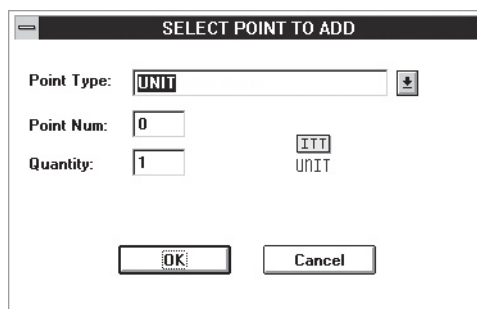 SELECT POINT TO ADD
Point Type: UNIT
Point Num: 0
ITT
Quantity: 1 UNIT
OK Cancel